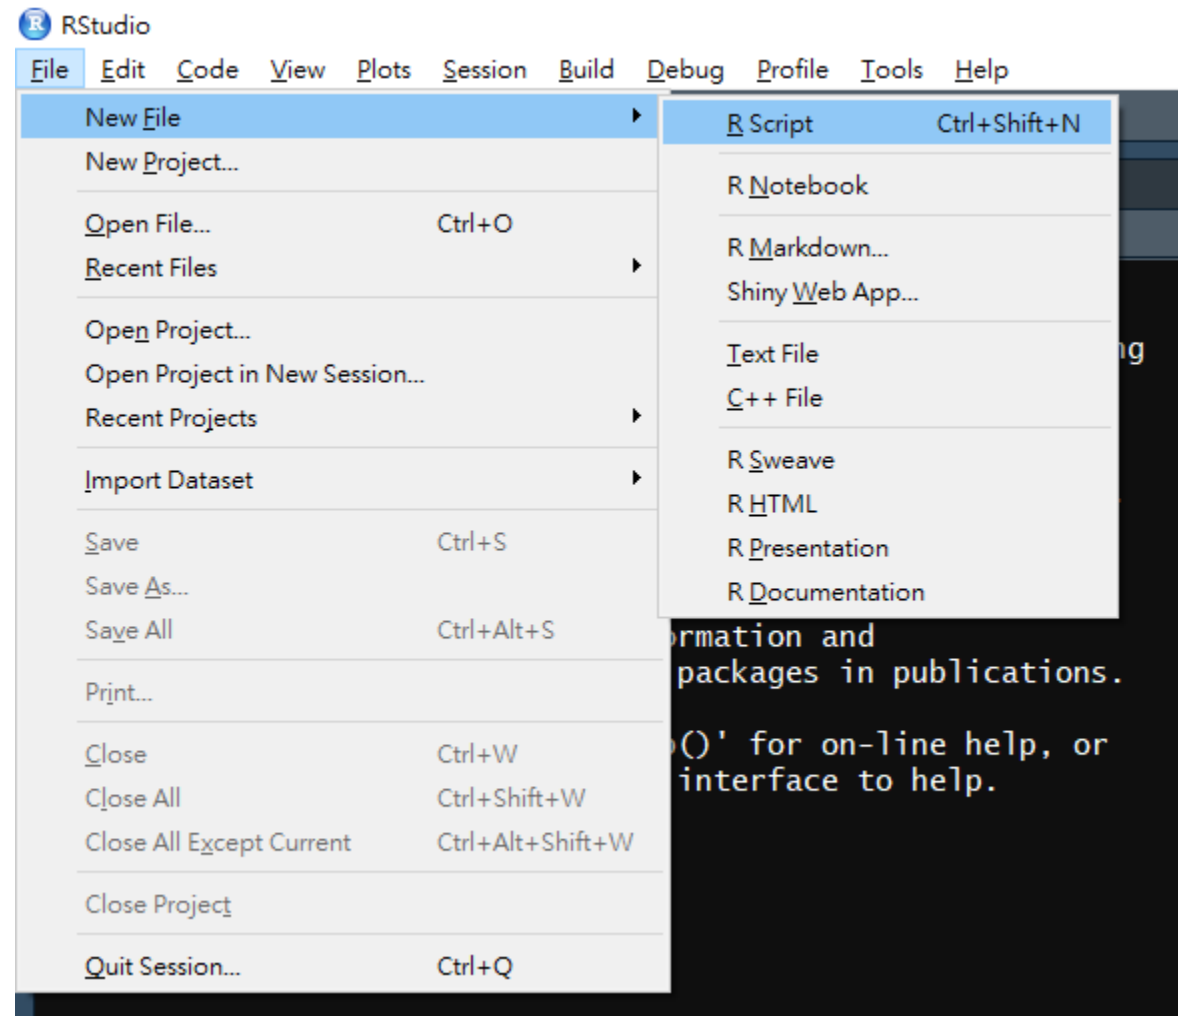 RStudio
File Edit Code View Plots Session Build Debug Profile Tools Help
New File
New Project...
Open File... Ctrl+O
Recent Files
Open Project...
Open Project in New Session...
Recent Projects
Import Dataset
Save Ctrl+S
Save As...
Save All Ctrl+Alt+S
Print...
Close Ctrl+W
Close All Ctrl+Shift+W
Close All Except Current Ctrl+Alt+Shift+W
Close Project
Quit Session... Ctrl+Q
R Script Ctrl+Shift+N
R Notebook
R Markdown...
Shiny Web App...
Text File
C++ File
R Sweave
R HTML
R Presentation
R Documentation
and
packages in publications.
()' for on-line help, or
interface to help.